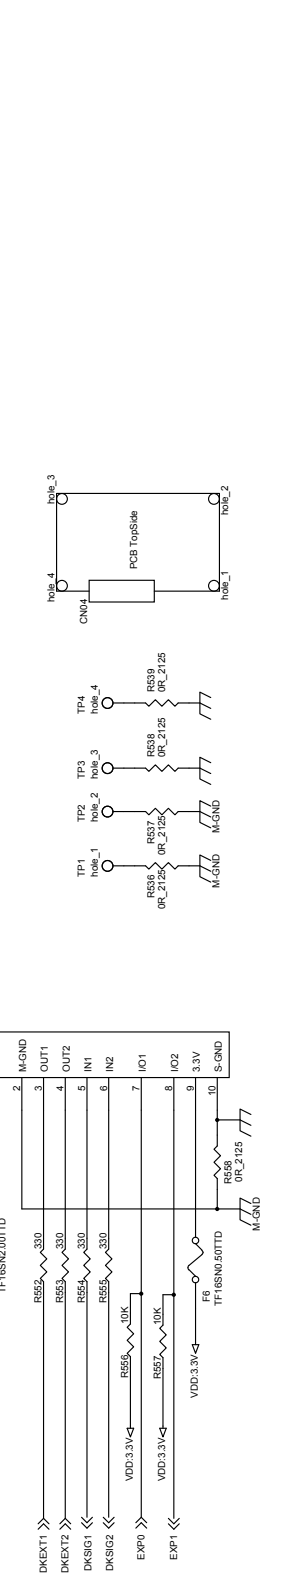 hole_3
hole_2
PCB TopSide
hole_4
hole_1
CN04
TP4
hole_4
R539
0R_2125
TP3
hole_3
R538
0R_2125
TP2
hole_2
R537
0R_2125
M-GND
TP1
hole_1
R536
0R_2125
M-GND
M-GND
OUT1
OUT2
IN1
IN2
I/O1
I/O2
3.3V
S-GND
2
3
4
5
6
7
8
9
10
TF16SN2.00TTD
R552
330
R553
330
R554
330
R555
330
R556
10K
VDD:3.3V
R557
10K
VDD:3.3V
F6
TF16SN0.50TTD
VDD:3.3V
R558
0R_2125
M-GND
DKEXT1
DKEXT2
DKSIG1
DKSIG2
EXP0
EXP1